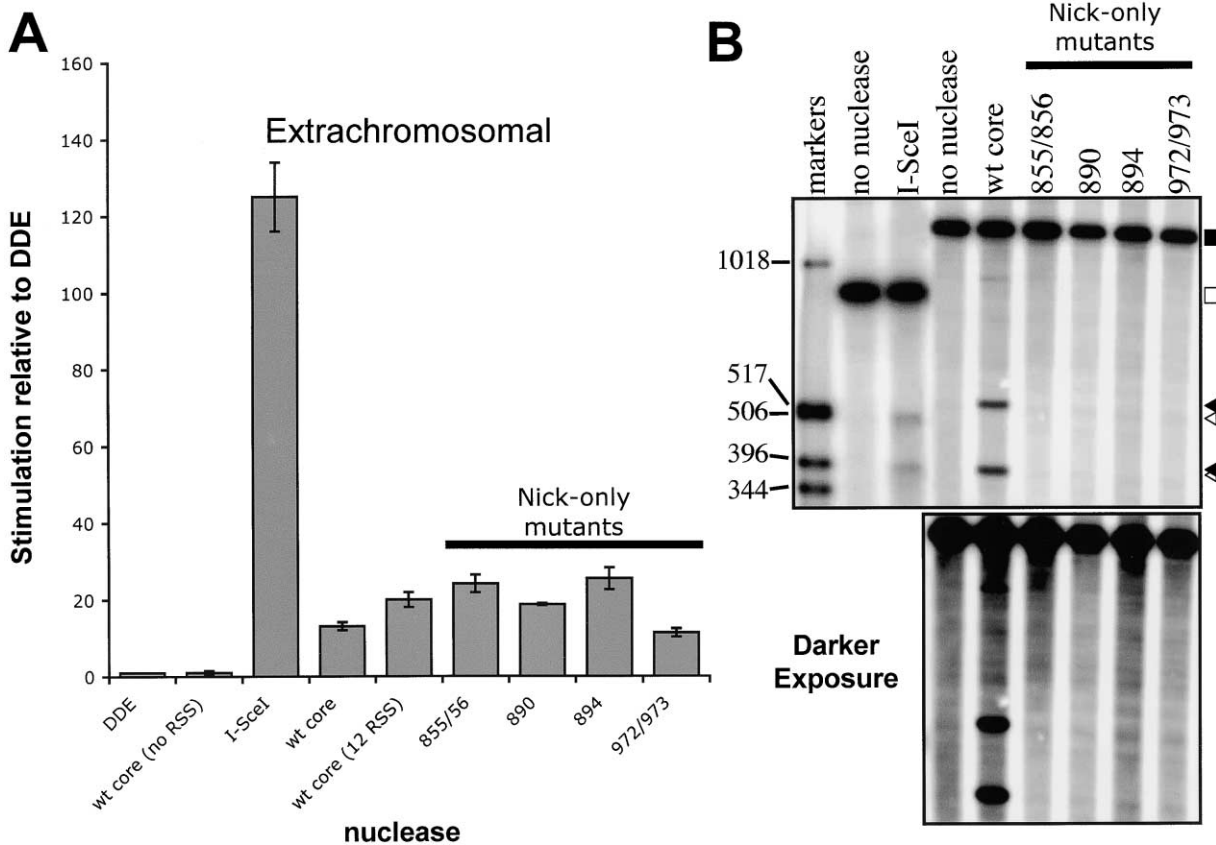 A
Stimulation relative to DDE
160
140
120
100
80
60
40
20
0
Extrachromosomal
Nick-only
mutants
DDE
wt core (no RSS)
I-SceI
wt core
wt core (12 RSS)
855/56
890
894
972/973
nuclease
B
Nick-only
mutants
markers
no nuclease
I-SceI
no nuclease
wt core
855/856
890
894
972/973
1018
517
506
396
344
Darker
Exposure